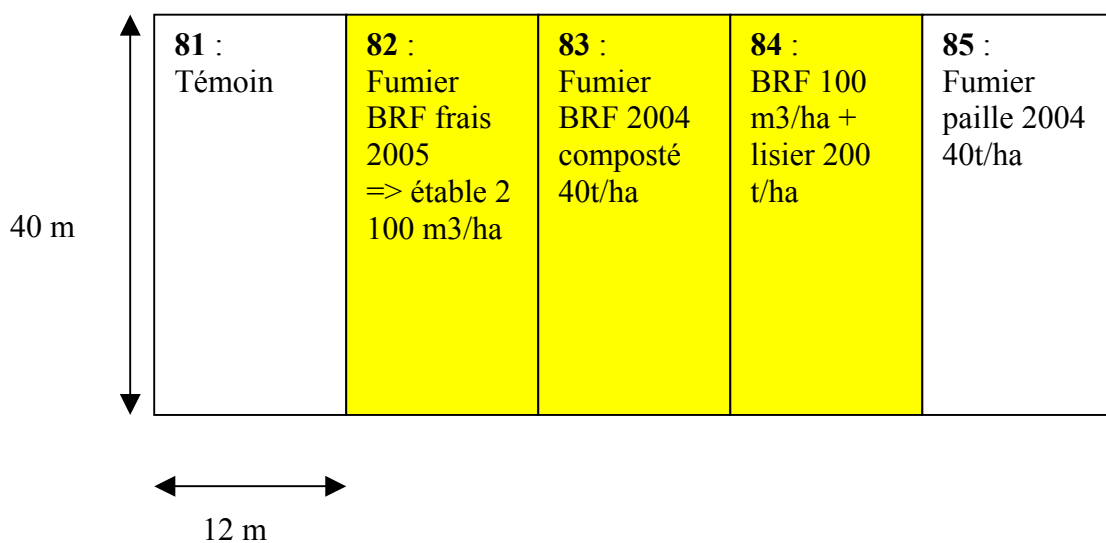 81 :
Témoin
82 :
Fumier
BRF frais
2005
=> étable 2
100 m3/ha
83 :
Fumier
BRF 2004
composté
40t/ha
84 :
BRF 100
m3/ha +
lisier 200
t/ha
85 :
Fumier
paille 2004
40t/ha
40 m
12 m